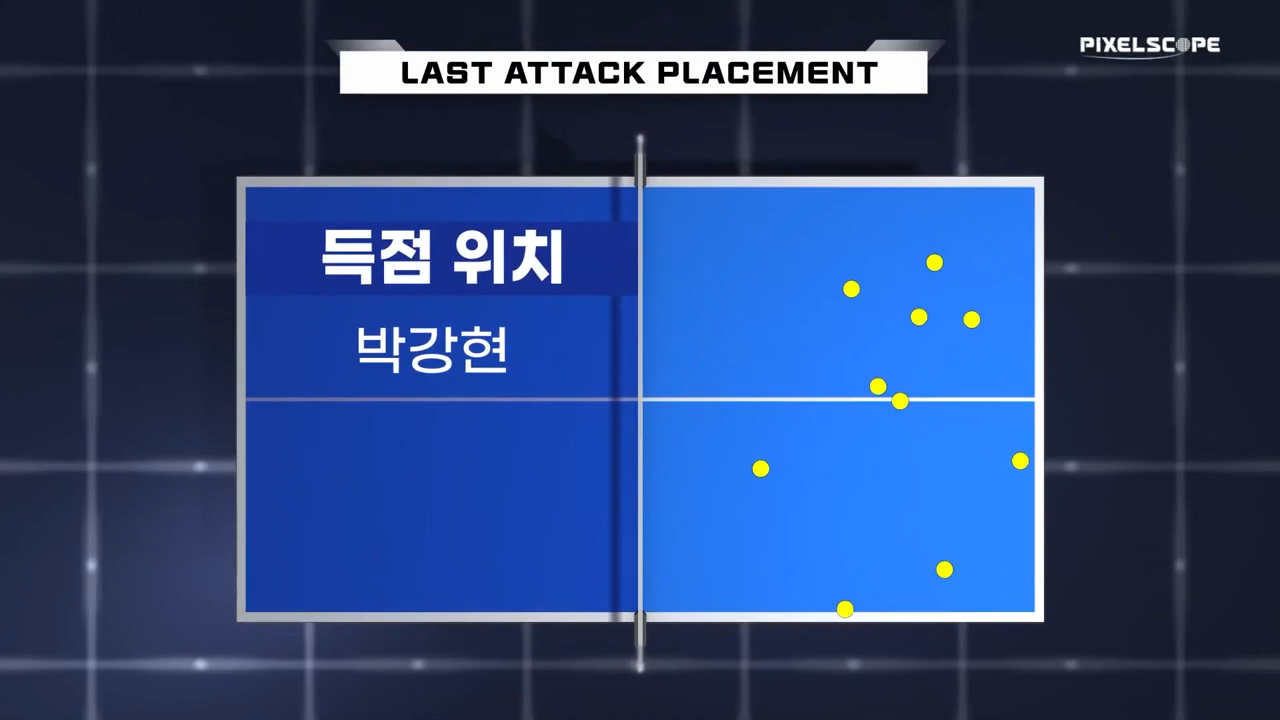 PIXELSCOPE
LAST ATTACK PLACEMENT
득점 위치
박강현